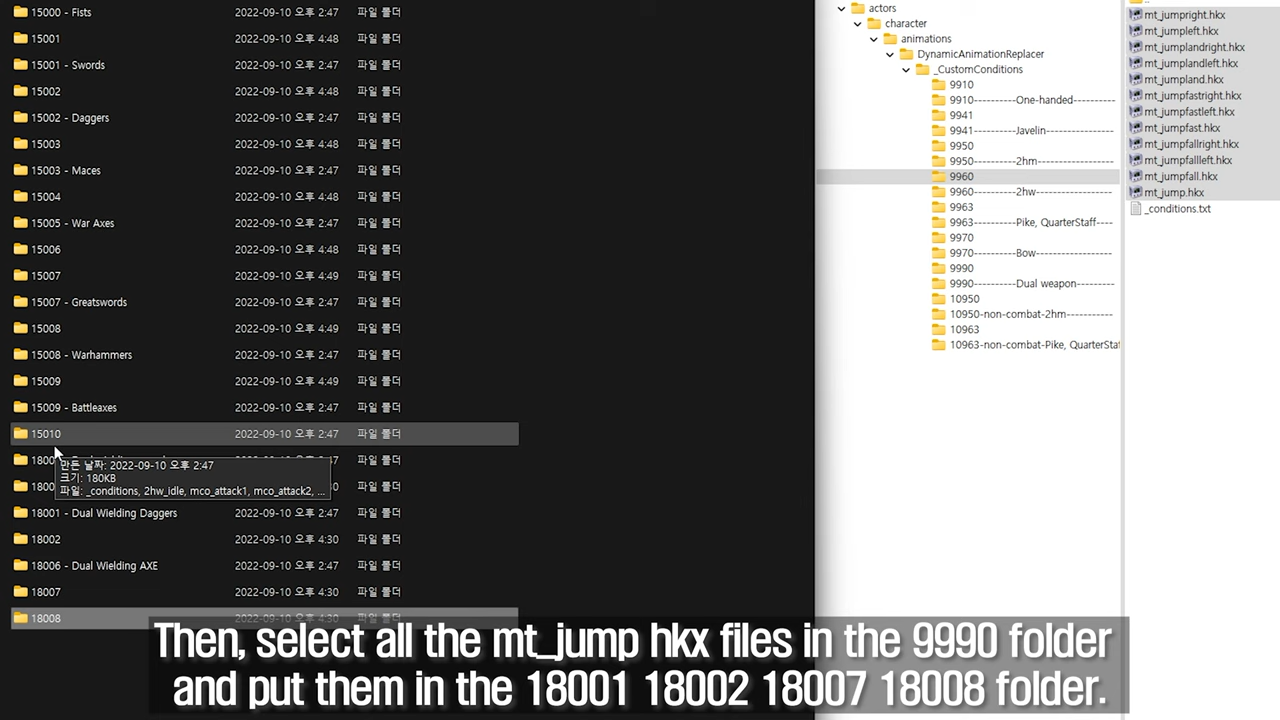 15000 - Fists 2022-09-10 오후 2:47 파일 폴더
15001 2022-09-10 오후 4:48 파일 폴더
15001 - Swords 2022-09-10 오후 2:47 파일 폴더
15002 2022-09-10 오후 4:48 파일 폴더
15002 - Daggers 2022-09-10 오후 2:47 파일 폴더
15003 2022-09-10 오후 4:48 파일 폴더
15003 - Maces 2022-09-10 오후 2:47 파일 폴더
15004 2022-09-10 오후 4:48 파일 폴더
15005 - War Axes 2022-09-10 오후 2:47 파일 폴더
15006 2022-09-10 오후 4:48 파일 폴더
15007 2022-09-10 오후 4:49 파일 폴더
15007 - Greatswords 2022-09-10 오후 2:47 파일 폴더
15008 2022-09-10 오후 4:49 파일 폴더
15008 - Warhammers 2022-09-10 오후 2:47 파일 폴더
15009 2022-09-10 오후 4:49 파일 폴더
15009 - Battleaxes 2022-09-10 오후 2:47 파일 폴더
15010 2022-09-10 오후 2:47 파일 폴더
만든 날짜: 2022-09-10 오후 2:47
크기: 180KB
파일: _conditions, 2hw_idle, mco_attack1, mco_attack2, ...
파일 폴더
파일 폴더
18001 - Dual Wielding Daggers 2022-09-10 오후 2:47 파일 폴더
18002 2022-09-10 오후 4:30 파일 폴더
18006 - Dual Wielding AXE 2022-09-10 오후 2:47 파일 폴더
18007 2022-09-10 오후 4:30 파일 폴더
18008
actors
character
animations
DynamicAnimationReplacer
_CustomConditions
9910
9910----------One-handed----------
9941
9941----------Javelin--------------
9950
9950----------2hm---------------
9960
9960----------2hw---------------
9963
9963----------Pike, QuarterStaff----
9970
9970----------Bow---------------
9990
9990----------Dual weapon---------
10950
10950-non-combat-2hm-----------
10963
10963-non-combat-Pike, QuarterSta
mt_jumpright.hkx
mt_jumpleft.hkx
mt_jumplandright.hkx
mt_jumplandleft.hkx
mt_jumpland.hkx
mt_jumpfastright.hkx
mt_jumpfastleft.hkx
mt_jumpfast.hkx
mt_jumpfallright.hkx
mt_jumpfallleft.hkx
mt_jumpfall.hkx
mt_jump.hkx
_conditions.txt
Then, select all the mt_jump hkx files in the 9990 folder
and put them in the 18001 18002 18007 18008 folder.